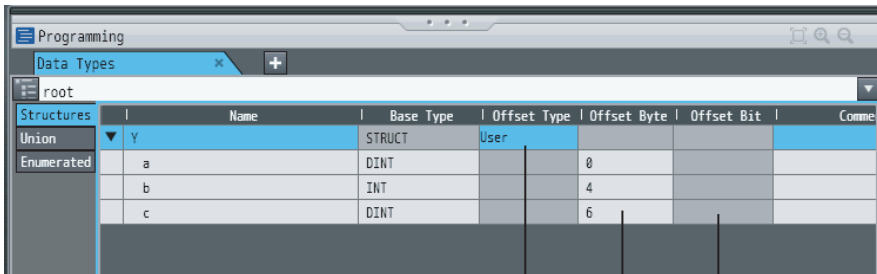 Programming
Data Types × +
root
Structures Name Base Type Offset Type Offset Byte Offset Bit Comme
Union ▼ Y STRUCT User
Enumerated a DINT 0
b INT 4
c DINT 6